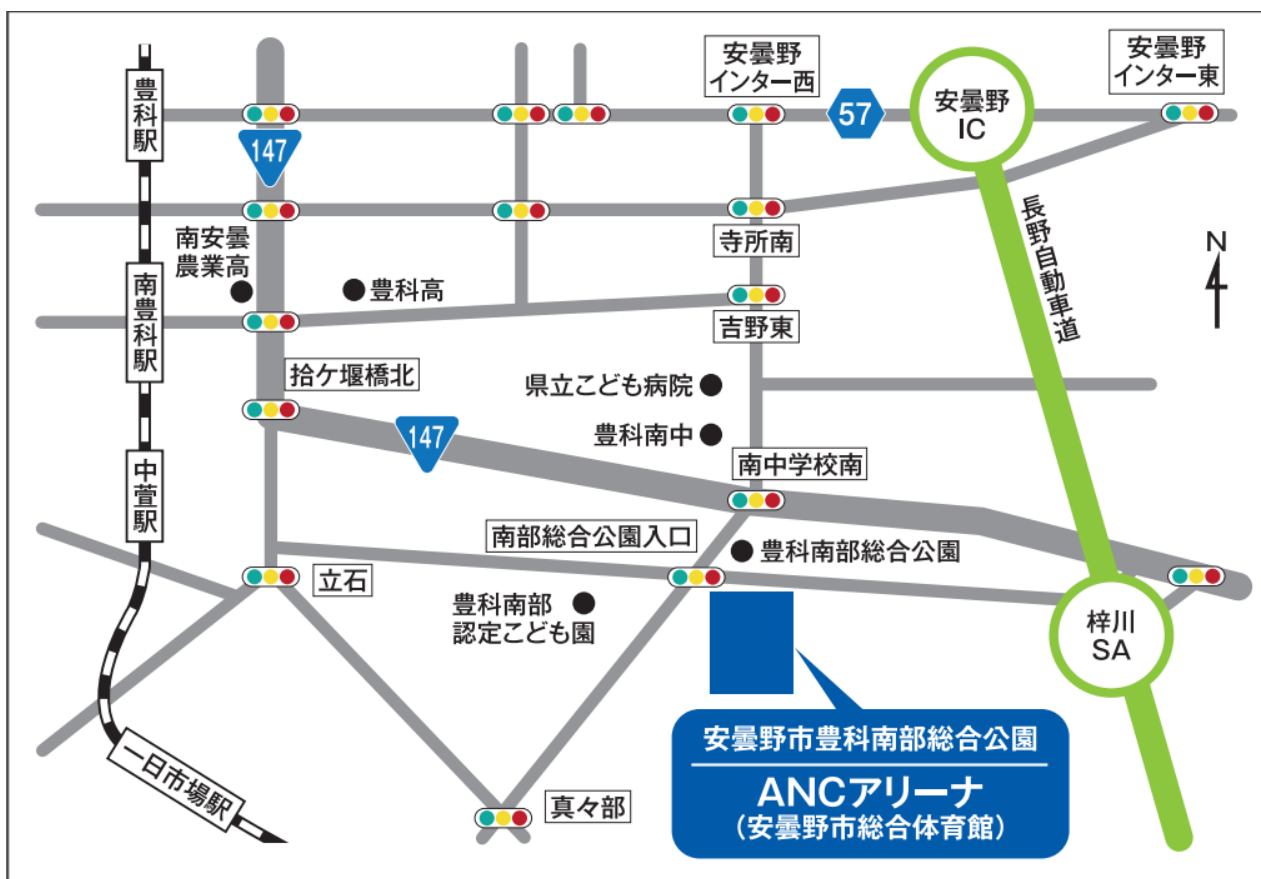 安曇野
インター西
安曇野
インター東
豊科駅
57
安曇野
IC
147
長野自動車道
N
寺所南
南安曇
農業高
豊科高
南豊科駅
吉野東
拾ケ堰橋北
県立こども病院
147
豊科南中
中萱駅
南中学校南
南部総合公園入口
豊科南部総合公園
立石
豊科南部
認定こども園
梓川
SA
安曇野市豊科南部総合公園
ANCアリーナ
（安曇野市総合体育館）
一日市場駅
真々部